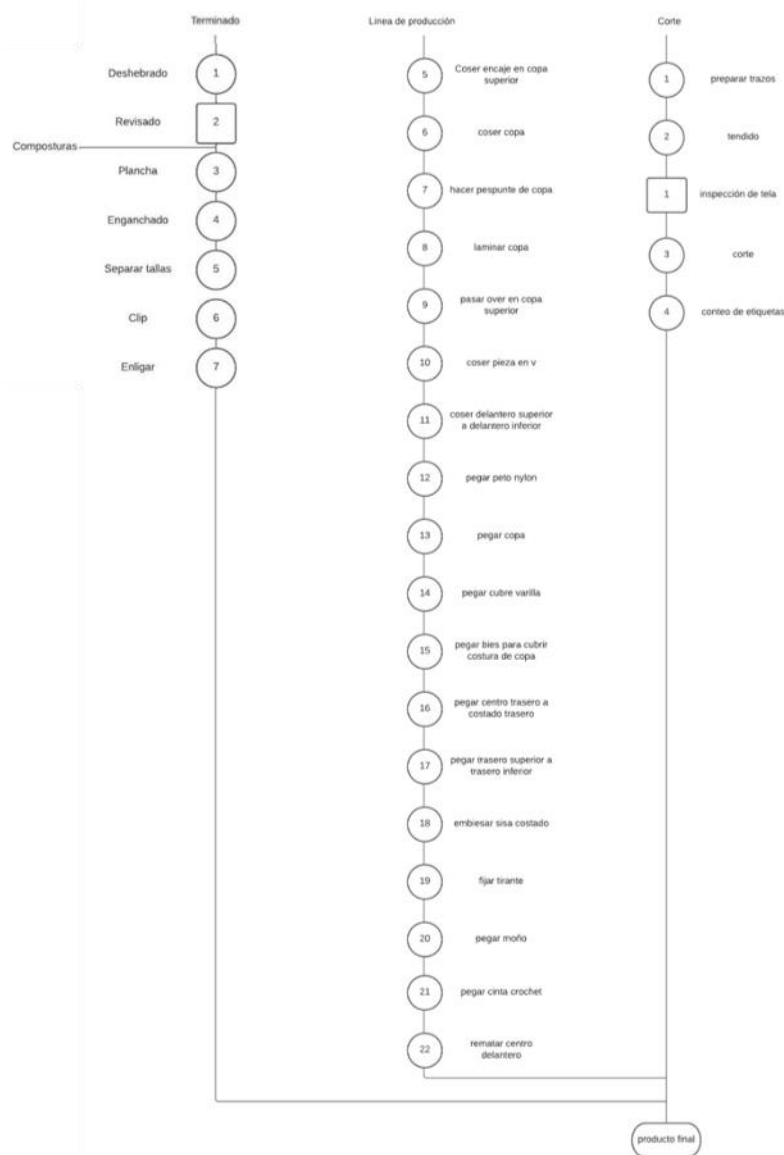 Terminado
1
Deshebrado
2
Revisado
Composturas
3
Plancha
4
Enganchado
5
Separar tallas
6
Clip
7
Enligar
Linea de producción
5
Coser encaje en copa
superior
6
coser copa
7
hacer pespunte de copa
8
laminar copa
9
pasar over en copa
superior
10
coser pieza en v
11
coser delantero superior
a delantero inferior
12
pegar peto nylon
13
pegar copa
14
pegar cubre varilla
15
pegar bies para cubrir
costura de copa
16
pegar centro trasero a
costado trasero
17
pegar trasero superior a
trasero inferior
18
embiesar sisa costado
19
fijar tirante
20
pegar moño
21
pegar cinta crochet
22
rematar centro
delantero
Corte
1
preparar trazos
2
tendido
1
inspección de tela
3
corte
4
conteo de etiquetas
producto final